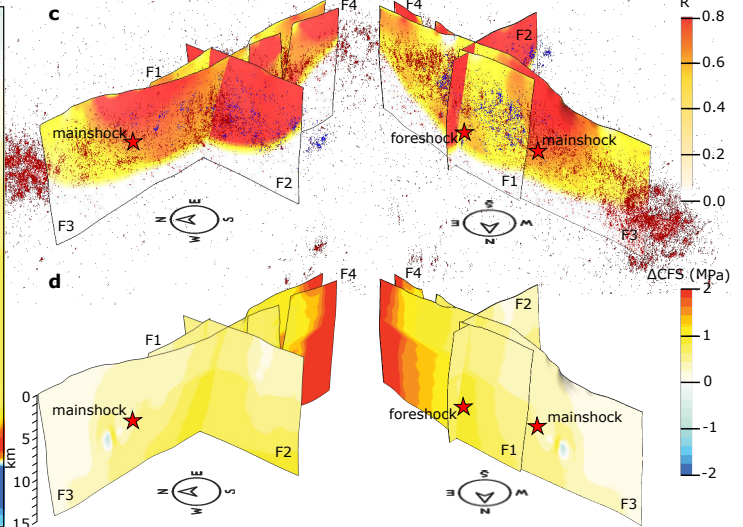 c
F4
F4
R
F1
F2
0.8
0.6
mainshock
foreshock
mainshock
0.4
0.2
F2
F1
0.0
F3
F3
E
N
S
W
S
E
W
N
d
ΔCFS (MPa)
F4
F4
2
F1
F2
1
0
mainshock
foreshock
mainshock
0
5
-1
km
F2
F1
10
-2
F3
F3
15
E
N
S
W
S
E
W
N